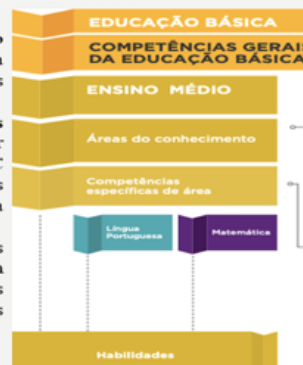 EDUCAÇÃO BÁSICA
COMPETÊNCIAS GERAIS
DA EDUCAÇÃO BÁSICA
ENSINO MÉDIO
Áreas do conhecimento
Competências
específicas de área
Língua
Portuguesa
Matemática
Habilidades